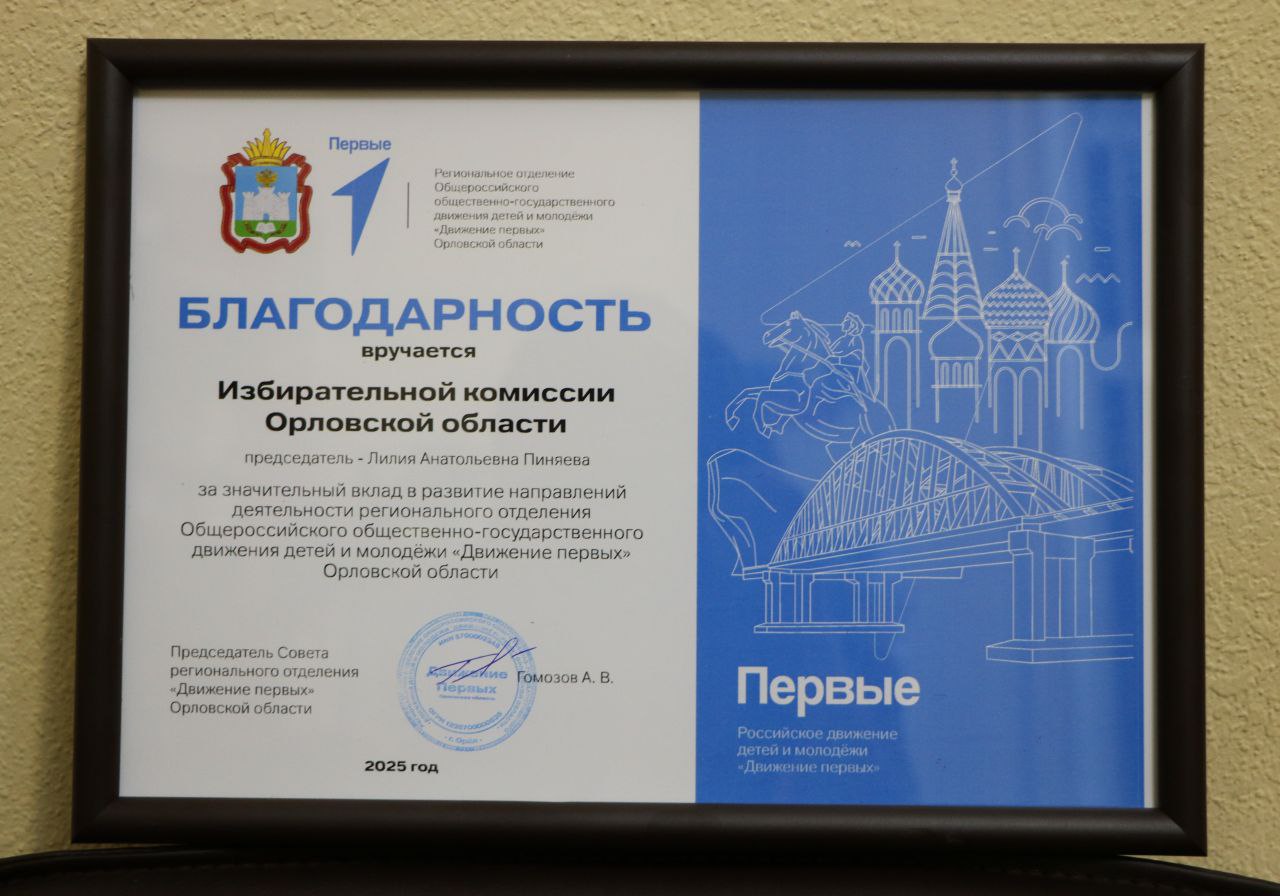 Первые
Региональное отделение
Общероссийского
общественно-государственного
движения детей и молодёжи
«Движение первых»
Орловской области
БЛАГОДАРНОСТЬ
вручается
Избирательной комиссии
Орловской области
председатель - Лилия Анатольевна Пиняева
за значительный вклад в развитие направлений
деятельности регионального отделения
Общероссийского общественно-государственного
движения детей и молодёжи «Движение первых»
Орловской области
Председатель Совета
регионального отделения
«Движение первых»
Орловской области
Движение
Первых
г. Орёл
Гомозов А. В.
2025 год
Первые
Российское движение
детей и молодёжи
«Движение первых»